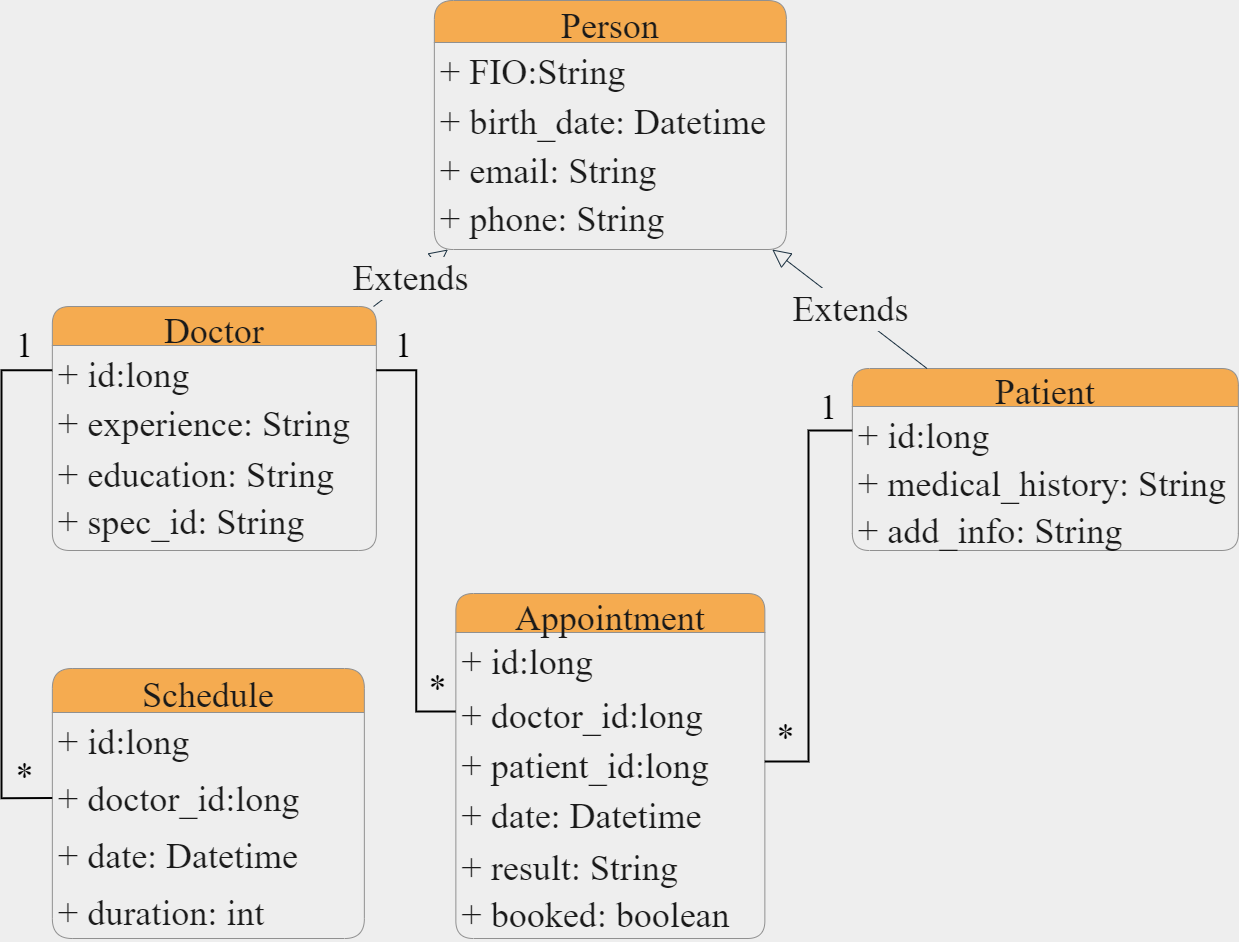 Person
+ FIO:String
+ birth_date: Datetime
+ email: String
+ phone: String
Extends
Extends
Doctor
1
1
+ id:long
+ experience: String
+ education: String
+ spec_id: String
Patient
1
+ id:long
+ medical_history: String
+ add_info: String
Schedule
+ id:long
*
+ doctor_id:long
+ date: Datetime
+ duration: int
Appointment
+ id:long
*
+ doctor_id:long
*
+ patient_id:long
+ date: Datetime
+ result: String
+ booked: boolean